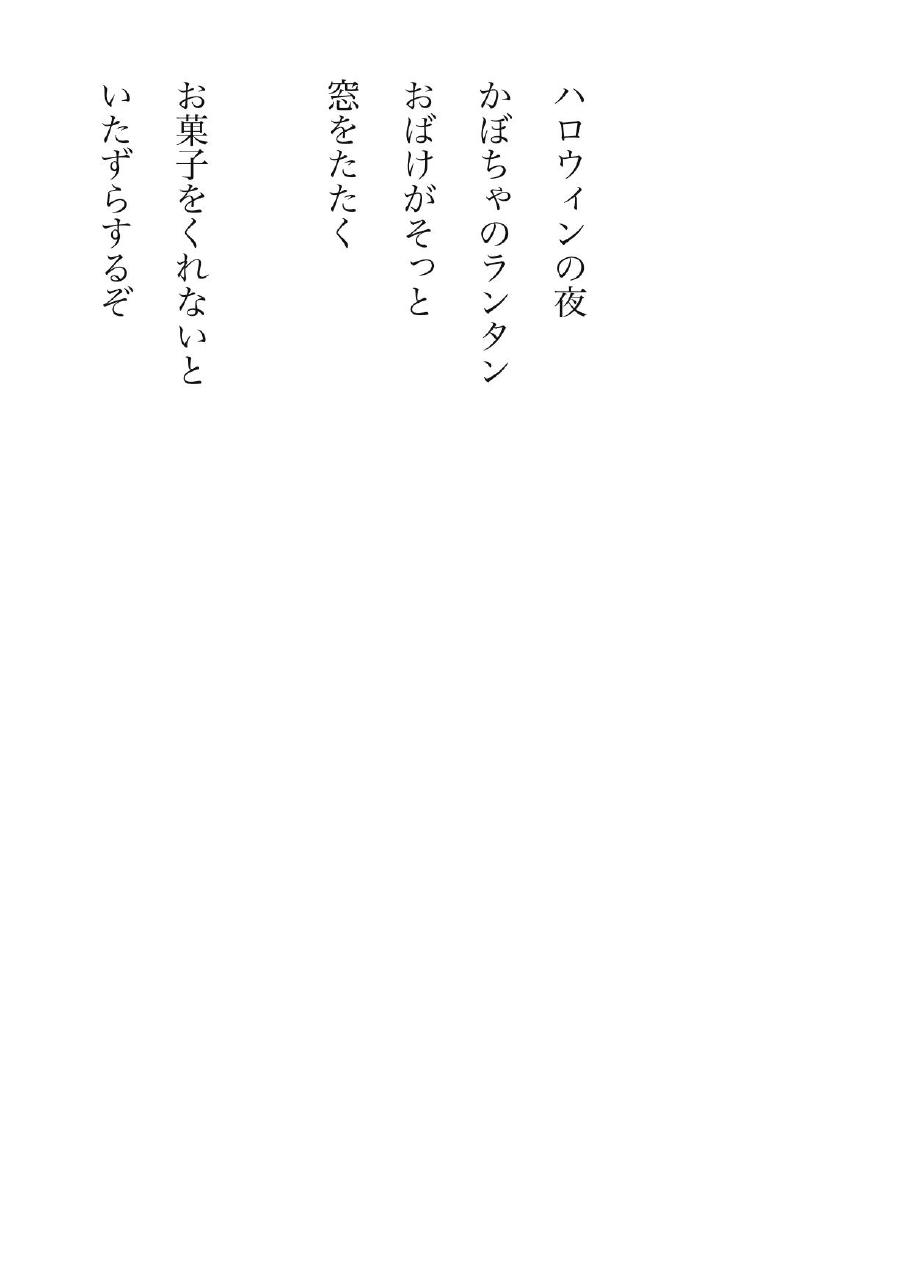 ハロウィンの夜
かぼちゃのランタン
おばけがそっと
窓をたたく
お菓子をくれないと
いたずらするぞ